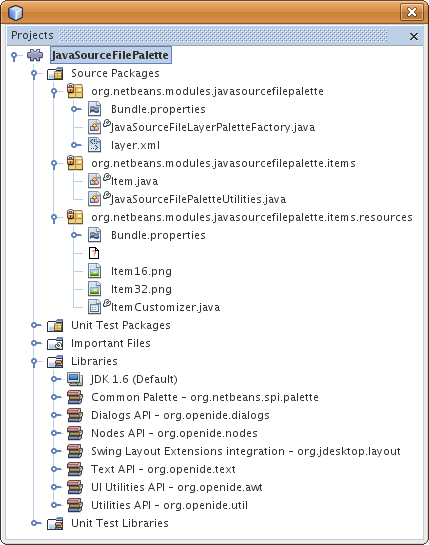 Projects
JavaSourceFilePalette
Source Packages
org.netbeans.modules.javasourcefilepalette
Bundle.properties
JavaSourceFileLayerPaletteFactory.java
layer.xml
org.netbeans.modules.javasourcefilepalette.items
Item.java
JavaSourceFilePaletteUtilities.java
org.netbeans.modules.javasourcefilepalette.items.resources
Bundle.properties
Item16.png
Item32.png
ItemCustomizer.java
Unit Test Packages
Important Files
Libraries
JDK 1.6 (Default)
Common Palette - org.netbeans.spi.palette
Dialogs API - org.openide.dialogs
Nodes API - org.openide.nodes
Swing Layout Extensions integration - org.jdesktop.layout
Text API - org.openide.text
UI Utilities API - org.openide.awt
Utilities API - org.openide.util
Unit Test Libraries